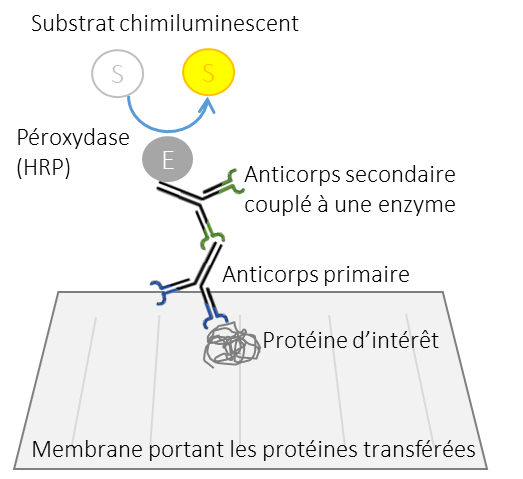 Substrat chimiluminescent
S
S
Péroxydase
(HRP)
E
Anticorps secondaire
couplé à une enzyme
Anticorps primaire
Protéine d'intérêt
Membrane portant les protéines transférées